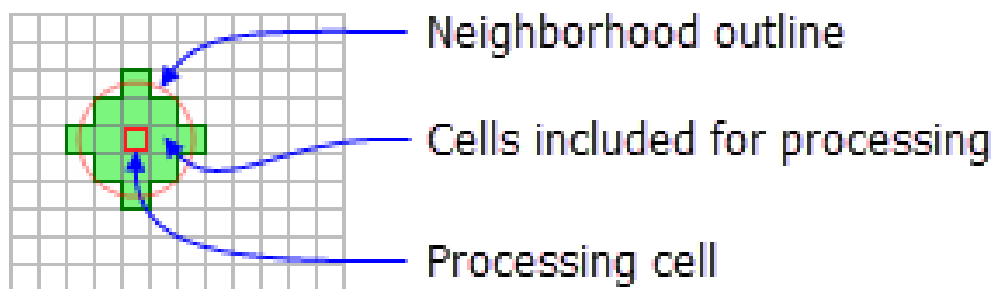 Neighborhood outline
Cells included for processing
Processing cell